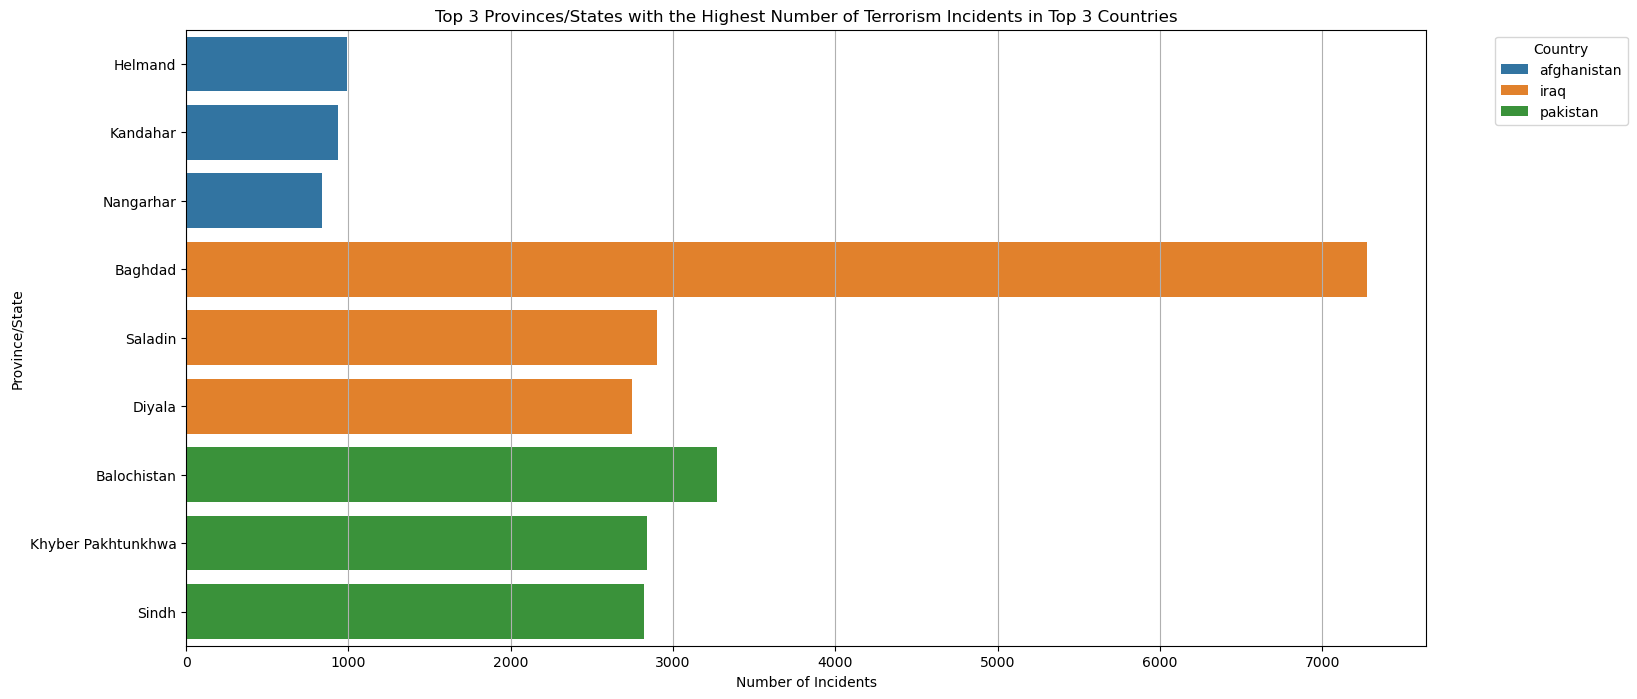 Top 3 Provinces/States with the Highest Number of Terrorism Incidents in Top 3 Countries
Country
afghanistan
iraq
pakistan
Province/State
Helmand
Kandahar
Nangarhar
Baghdad
Saladin
Diyala
Balochistan
Khyber Pakhtunkhwa
Sindh
0 1000 2000 3000 4000 5000 6000 7000
Number of Incidents